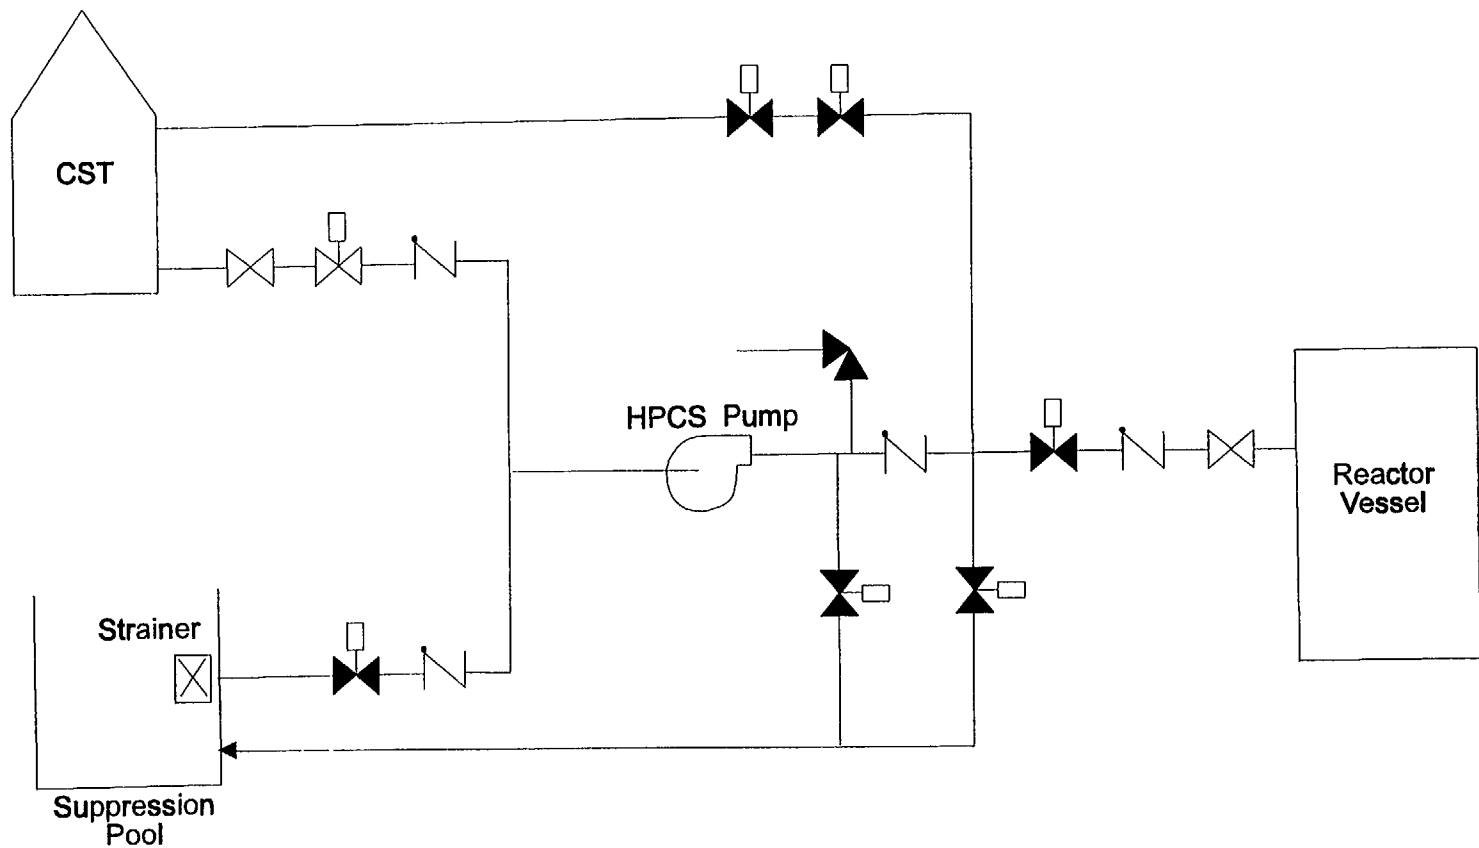 CST
HPCS Pump
Reactor
Vessel
Strainer
Suppression
Pool